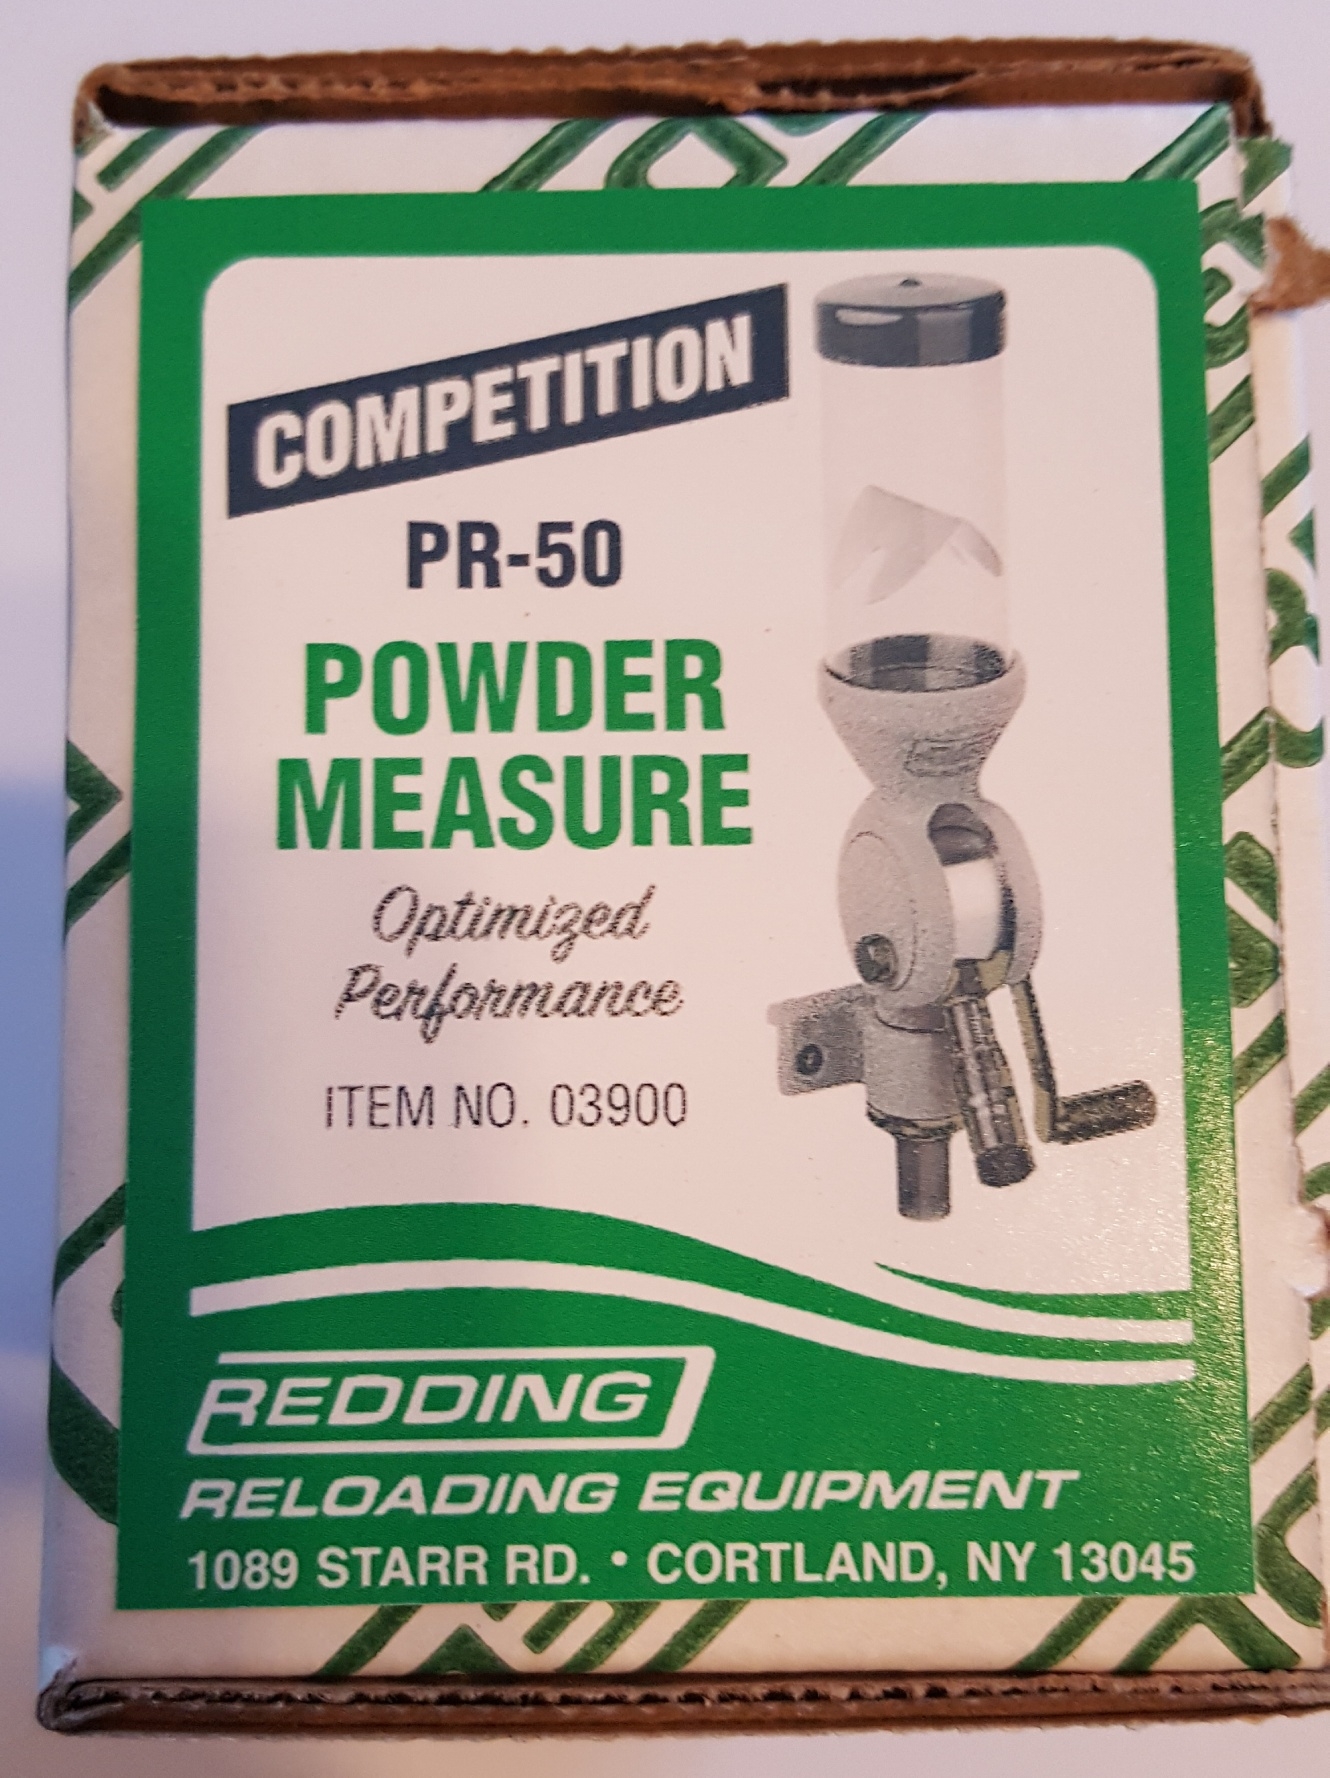 COMPETITION
PR-50
POWDER
MEASURE
Optimized
Performance
ITEM NO. 03900
REDDING
RELOADING EQUIPMENT
1089 STARR RD. • CORTLAND, NY 13045